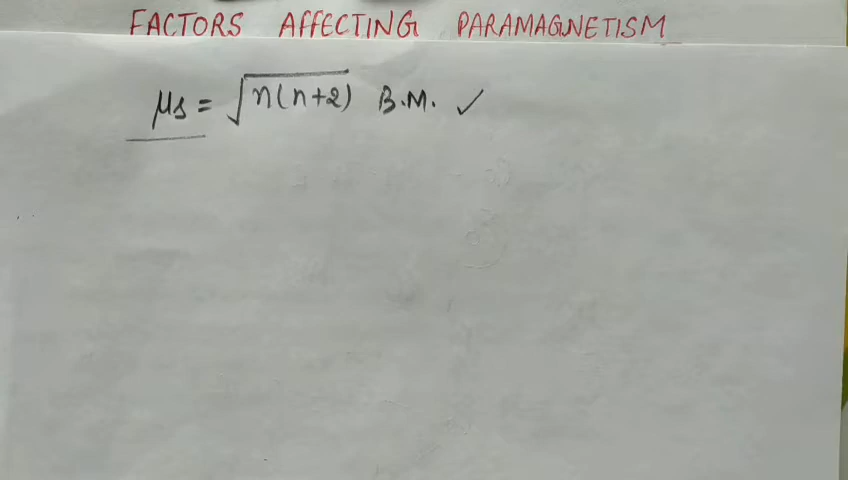 FACTORS AFFECTING PARAMAGNETISM
μs = √n(n+2) B.M. ✓